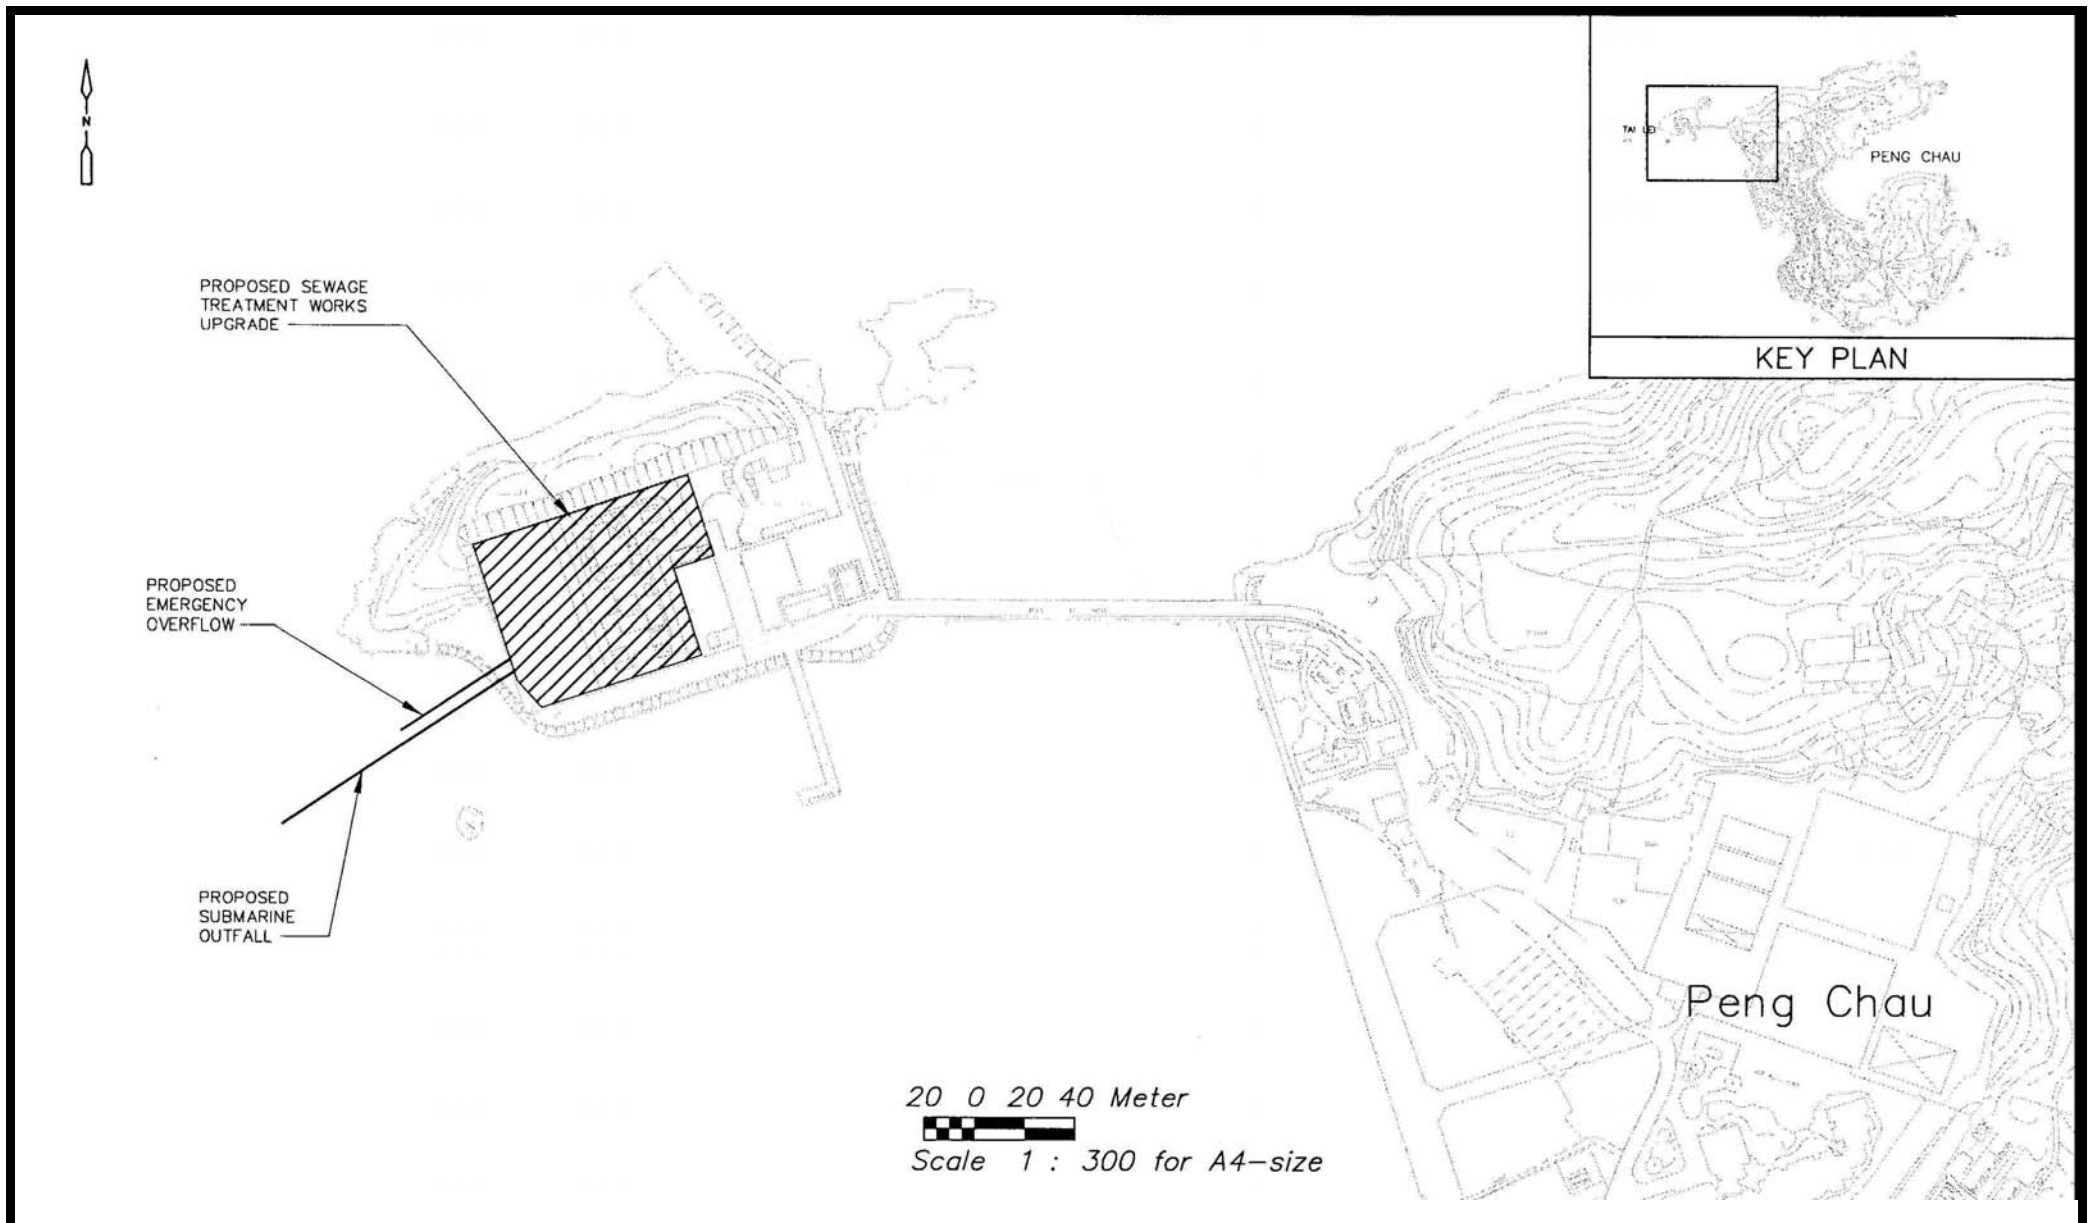 N
TAI LEI
PENG CHAU
KEY PLAN
PROPOSED SEWAGE
TREATMENT WORKS
UPGRADE
PROPOSED
EMERGENCY
OVERFLOW
PROPOSED
SUBMARINE
OUTFALL
Peng Chau
20 0 20 40 Meter
Scale 1 : 300 for A4-size